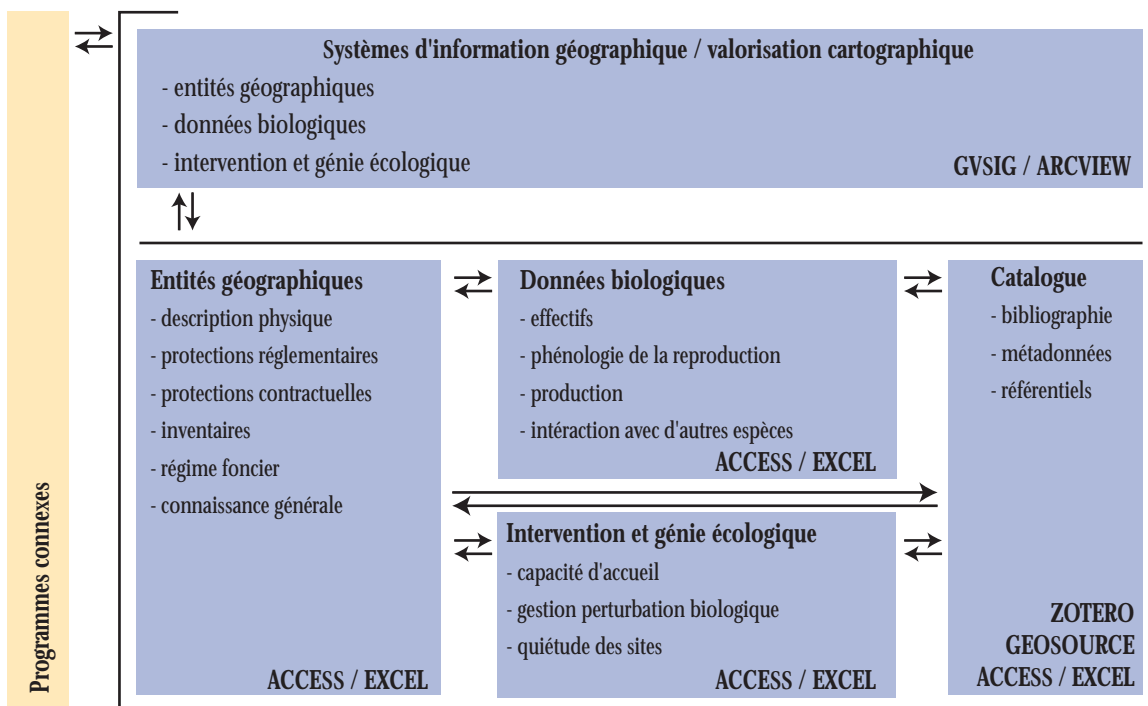 Programmes connexes
Systèmes d'information géographique / valorisation cartographique
- entités géographiques
- données biologiques
- intervention et génie écologique
GVSIG / ARCVIEW
Entités géographiques
- description physique
- protections réglementaires
- protections contractuelles
- inventaires
- régime foncier
- connaissance générale
ACCESS / EXCEL
Données biologiques
- effectifs
- phénologie de la reproduction
- production
- intéraction avec d'autres espèces
ACCESS / EXCEL
Intervention et génie écologique
- capacité d'accueil
- gestion perturbation biologique
- quiétude des sites
ACCESS / EXCEL
Catalogue
- bibliographie
- métadonnées
- référentiels
ZOTERO
GEOSOURCE
ACCESS / EXCEL